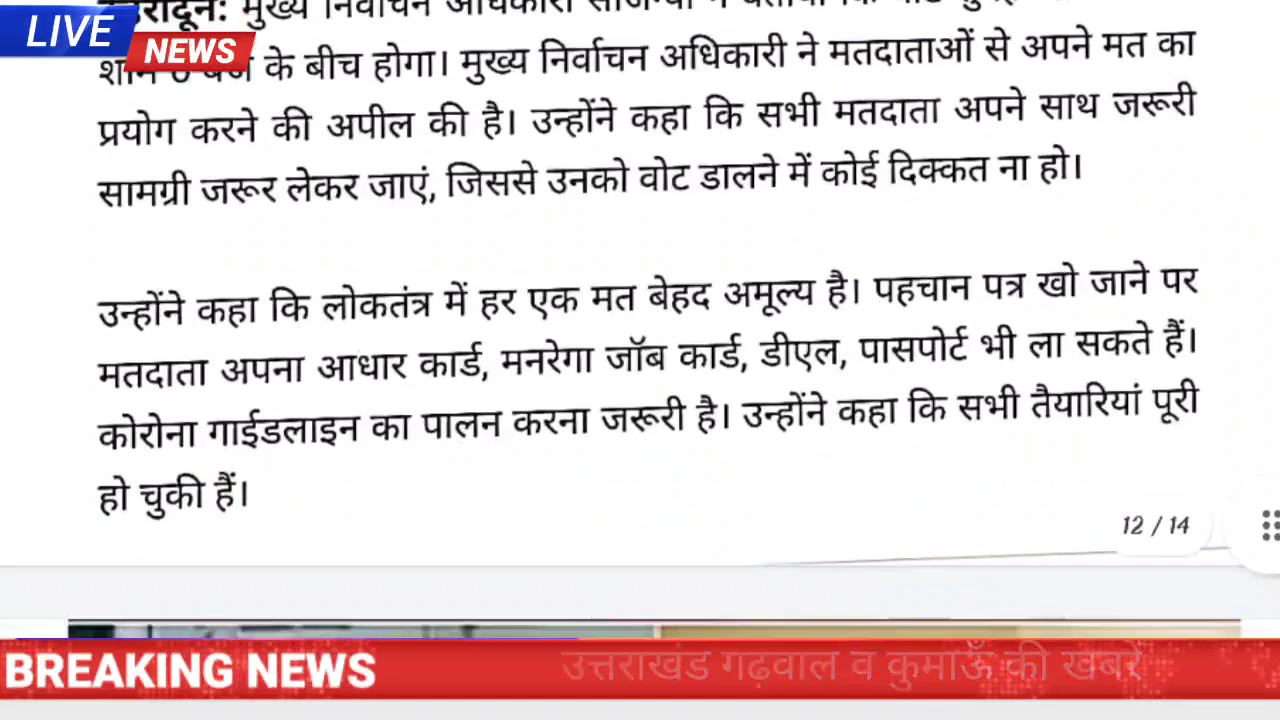 LIVE
NEWS
के बीच होगा। मुख्य निर्वाचन अधिकारी ने मतदाताओं से अपने मत का
प्रयोग करने की अपील की है। उन्होंने कहा कि सभी मतदाता अपने साथ जरूरी
सामग्री जरूर लेकर जाएं, जिससे उनको वोट डालने में कोई दिक्कत ना हो।
उन्होंने कहा कि लोकतंत्र में हर एक मत बेहद अमूल्य है। पहचान पत्र खो जाने पर
मतदाता अपना आधार कार्ड, मनरेगा जॉब कार्ड, डीएल, पासपोर्ट भी ला सकते हैं।
कोरोना गाईडलाइन का पालन करना जरूरी है। उन्होंने कहा कि सभी तैयारियां पूरी
हो चुकी हैं।
12 / 14
BREAKING NEWS
उत्तराखंड गढ़वाल व कुमाऊँ की खबरें